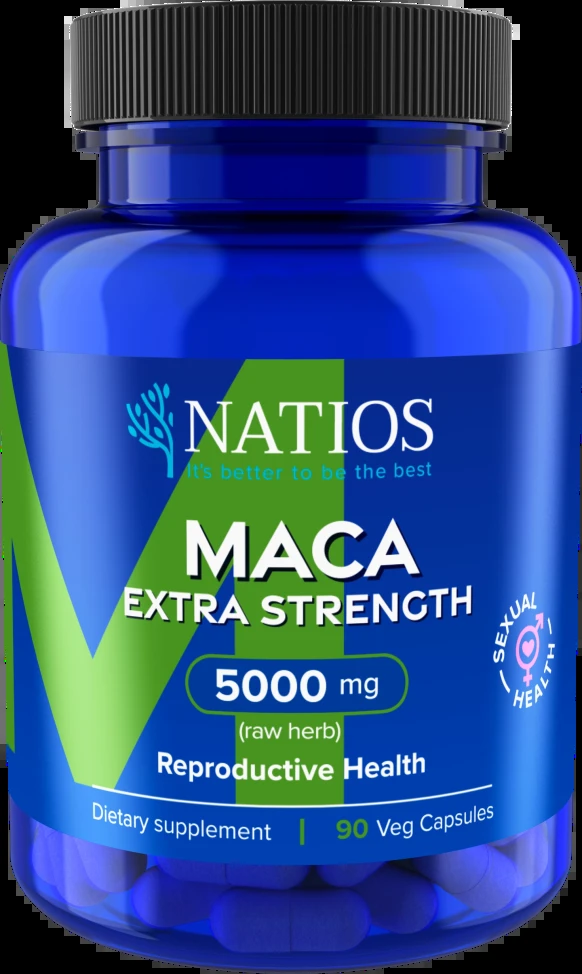 NATIOS
It's better to be the best
MACA
EXTRA STRENGTH
5000 mg
(raw herb)
Reproductive Health
SEXUAL
HEALTH
Dietary supplement | 90 Veg Capsules